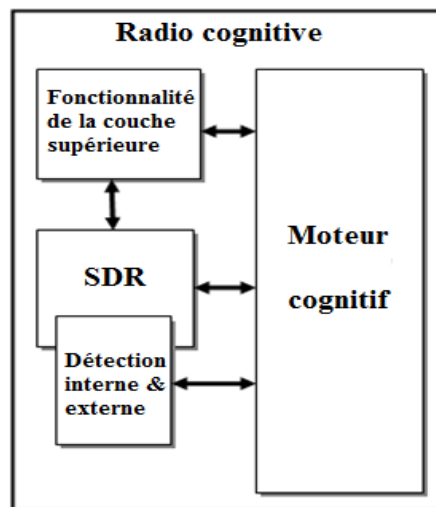 Radio cognitive
Fonctionnalité
de la couche
supérieure
SDR
Détection
interne &
externe
Moteur
cognitif